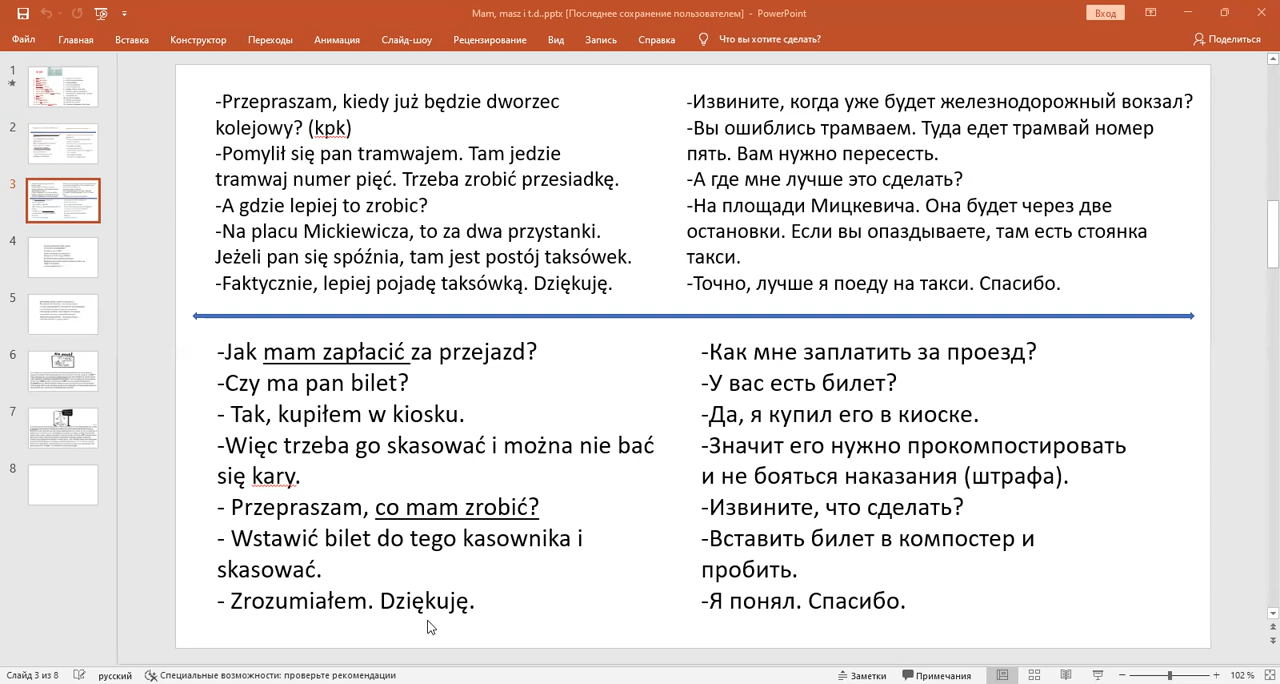 Mam, masz i t.d..pptx [Последнее сохранение пользователем] - PowerPoint
Вход
Файл Главная Вставка Конструктор Переходы Анимация Слайд-шоу Рецензирование Вид Запись Справка Что вы хотите сделать? Поделиться
1
2
3
4
5
6
7
8
-Przepraszam, kiedy już będzie dworzec
kolejowy? (kpk)
-Pomylił się pan tramwajem. Tam jedzie
tramwaj numer pięć. Trzeba zrobić przesiadkę.
-A gdzie lepiej to zrobic?
-Na placu Mickiewicza, to za dwa przystanki.
Jeżeli pan się spóźnia, tam jest postój taksówek.
-Faktycznie, lepiej pojadę taksówką. Dziękuję.
-Извините, когда уже будет железнодорожный вокзал?
-Вы ошиблись трамваем. Туда едет трамвай номер
пять. Вам нужно пересесть.
-А где мне лучше это сделать?
-На площади Мицкевича. Она будет через две
остановки. Если вы опаздываете, там есть стоянка
такси.
-Точно, лучше я поеду на такси. Спасибо.
-Jak mam zapłacić za przejazd?
-Czy ma pan bilet?
- Tak, kupiłem w kiosku.
-Więc trzeba go skasować i można nie bać
się kary.
- Przepraszam, co mam zrobić?
- Wstawić bilet do tego kasownika i
skasować.
- Zrozumiałem. Dziękuję.
-Как мне заплатить за проезд?
-У вас есть билет?
-Да, я купил его в киоске.
-Значит его нужно прокомпостировать
и не бояться наказания (штрафа).
-Извините, что сделать?
-Вставить билет в компостер и
пробить.
-Я понял. Спасибо.
Слайд 3 из 8 русский Специальные возможности: проверьте рекомендации Заметки Примечания 102 %